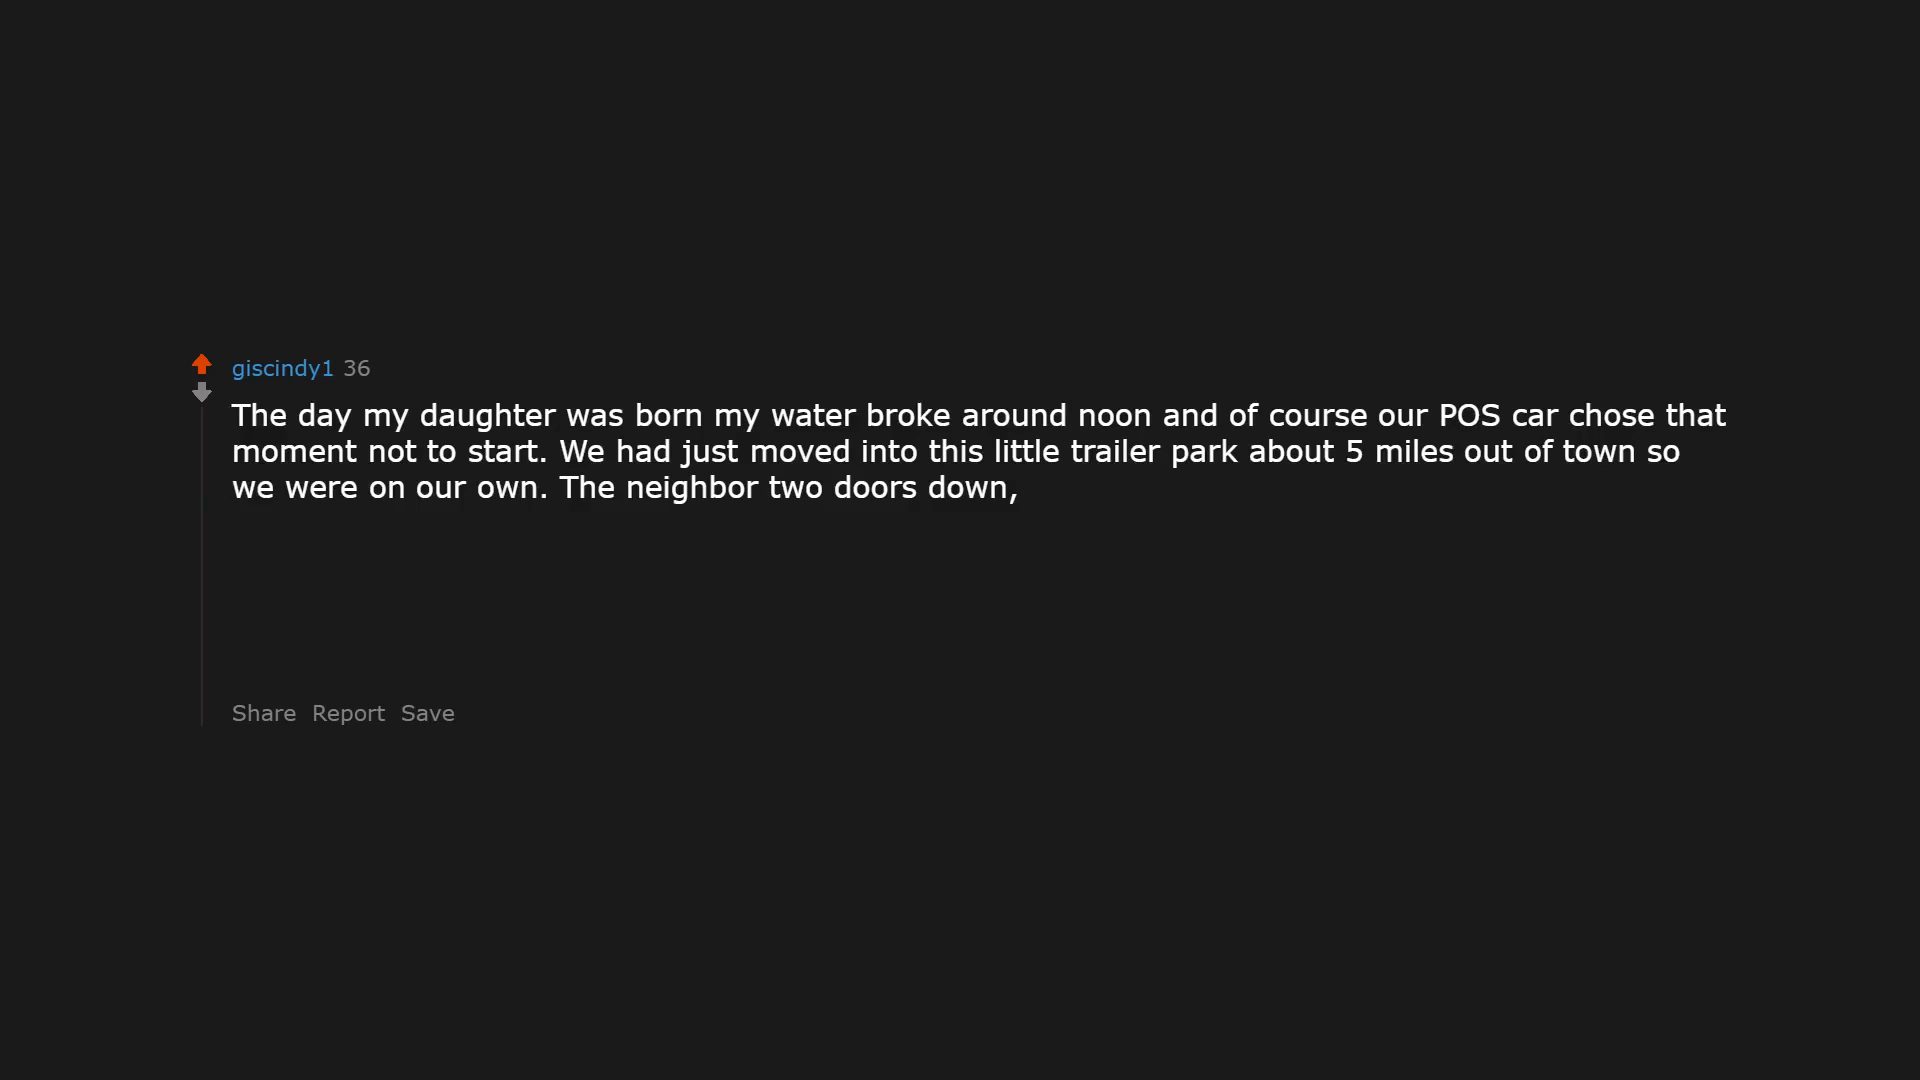 giscindy1 36
The day my daughter was born my water broke around noon and of course our POS car chose that
moment not to start. We had just moved into this little trailer park about 5 miles out of town so
we were on our own. The neighbor two doors down,
Share Report Save